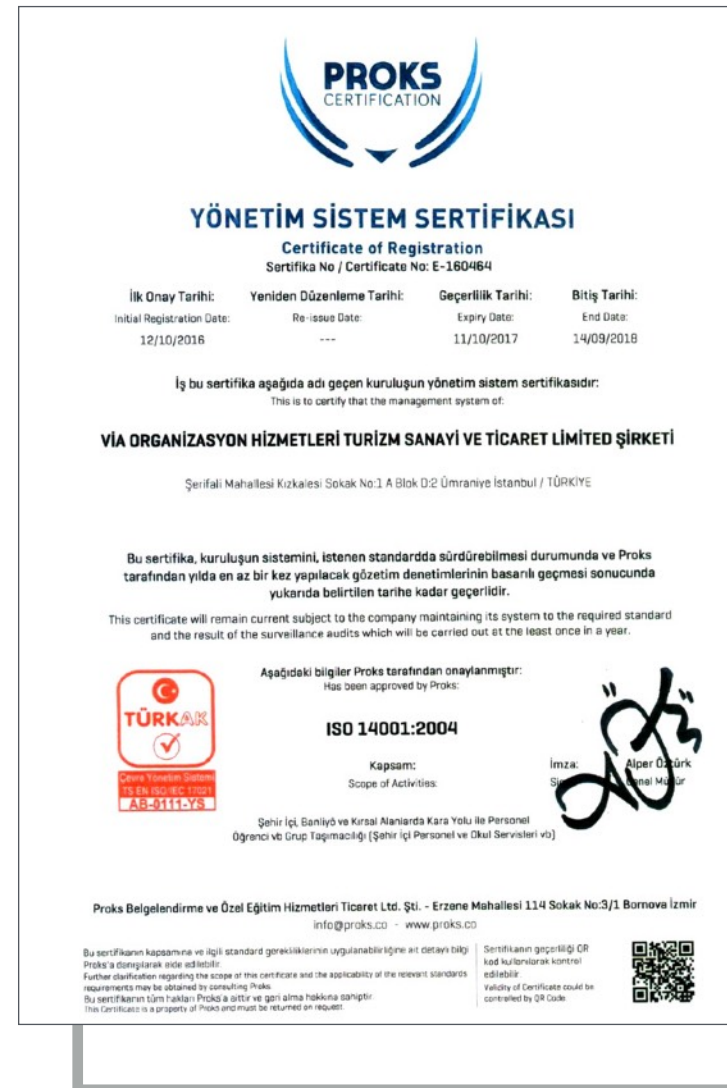 PROKS
CERTIFICATION
YÖNETİM SİSTEM SERTİFİKASI
Certificate of Registration
Sertifika No / Certificate No: E-160464
İlk Onay Tarihi: Yeniden Düzenleme Tarihi: Geçerlilik Tarihi: Bitiş Tarihi:
Initial Registration Date: Re-issue Date: Expiry Date: End Date:
12/10/2016 --- 11/10/2017 14/09/2018
İş bu sertifika aşağıda adı geçen kuruluşun yönetim sistem sertifikasıdır:
This is to certify that the management system of:
VİA ORGANİZASYON HİZMETLERİ TURİZM SANAYİ VE TİCARET LİMİTED ŞİRKETİ
Şerifali Mahallesi Kızkalesi Sokak No:1 A Blok D:2 Ümraniye İstanbul / TÜRKİYE
Bu sertifika, kuruluşun sistemini, istenen standardda sürdürebilmesi durumunda ve Proks
tarafından yılda en az bir kez yapılacak gözetim denetimlerinin basarılı geçmesi sonucunda
yukarıda belirtilen tarihe kadar geçerlidir.
This certificate will remain current subject to the company maintaining its system to the required standard
and the result of the surveillance audits which will be carried out at the least once in a year.
Aşağıdaki bilgiler Proks tarafından onaylanmıştır:
Has been approved by Proks:
TÜRKAK
Çevre Yönetim Sistemi
TS EN ISO/IEC 17021
AB-0111-YS
ISO 14001:2004
Kapsam:
Scope of Activities:
İmza: Alper Öztürk
Genel Müdür
Şehir İçi, Banliyö ve Kırsal Alanlarda Kara Yolu ile Personel
Öğrenci vb Grup Taşımacılığı (Şehir İçi Personel ve Okul Servisleri vb)
Proks Belgelendirme ve Özel Eğitim Hizmetleri Ticaret Ltd. Şti. - Erzene Mahallesi 114 Sokak No:3/1 Bornova İzmir
info@proks.co - www.proks.co
Bu sertifikanın kapsamına ve ilgili standard gerekliliklerinin uygulanabilirliğine ait detaylı bilgi
Proks'a danışılarak elde edilebilir.
Further clarification regarding the scope of this certificate and the applicability of the relevant standards
requirements may be obtained by consulting Proks
Bu sertifikanın tüm hakları Proks'a aittir ve geri alma hakkına sahiptir.
This Certificate is a property of Proks and must be returned on request.
Sertifikanın geçerliliği QR
kod kullanılarak kontrol
edilebilir.
Validity of Certificate could be
controlled by QR Code.